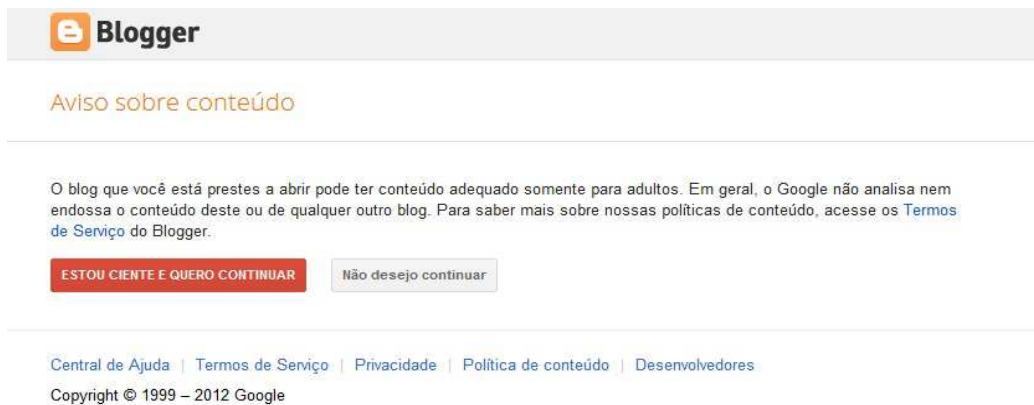 Blogger
Aviso sobre conteúdo
O blog que você está prestes a abrir pode ter conteúdo adequado somente para adultos. Em geral, o Google não analisa nem
endossa o conteúdo deste ou de qualquer outro blog. Para saber mais sobre nossas políticas de conteúdo, acesse os Termos
de Serviço do Blogger.
ESTOU CIENTE E QUERO CONTINUAR Não desejo continuar
Central de Ajuda | Termos de Serviço | Privacidade | Política de conteúdo | Desenvolvedores
Copyright © 1999 – 2012 Google